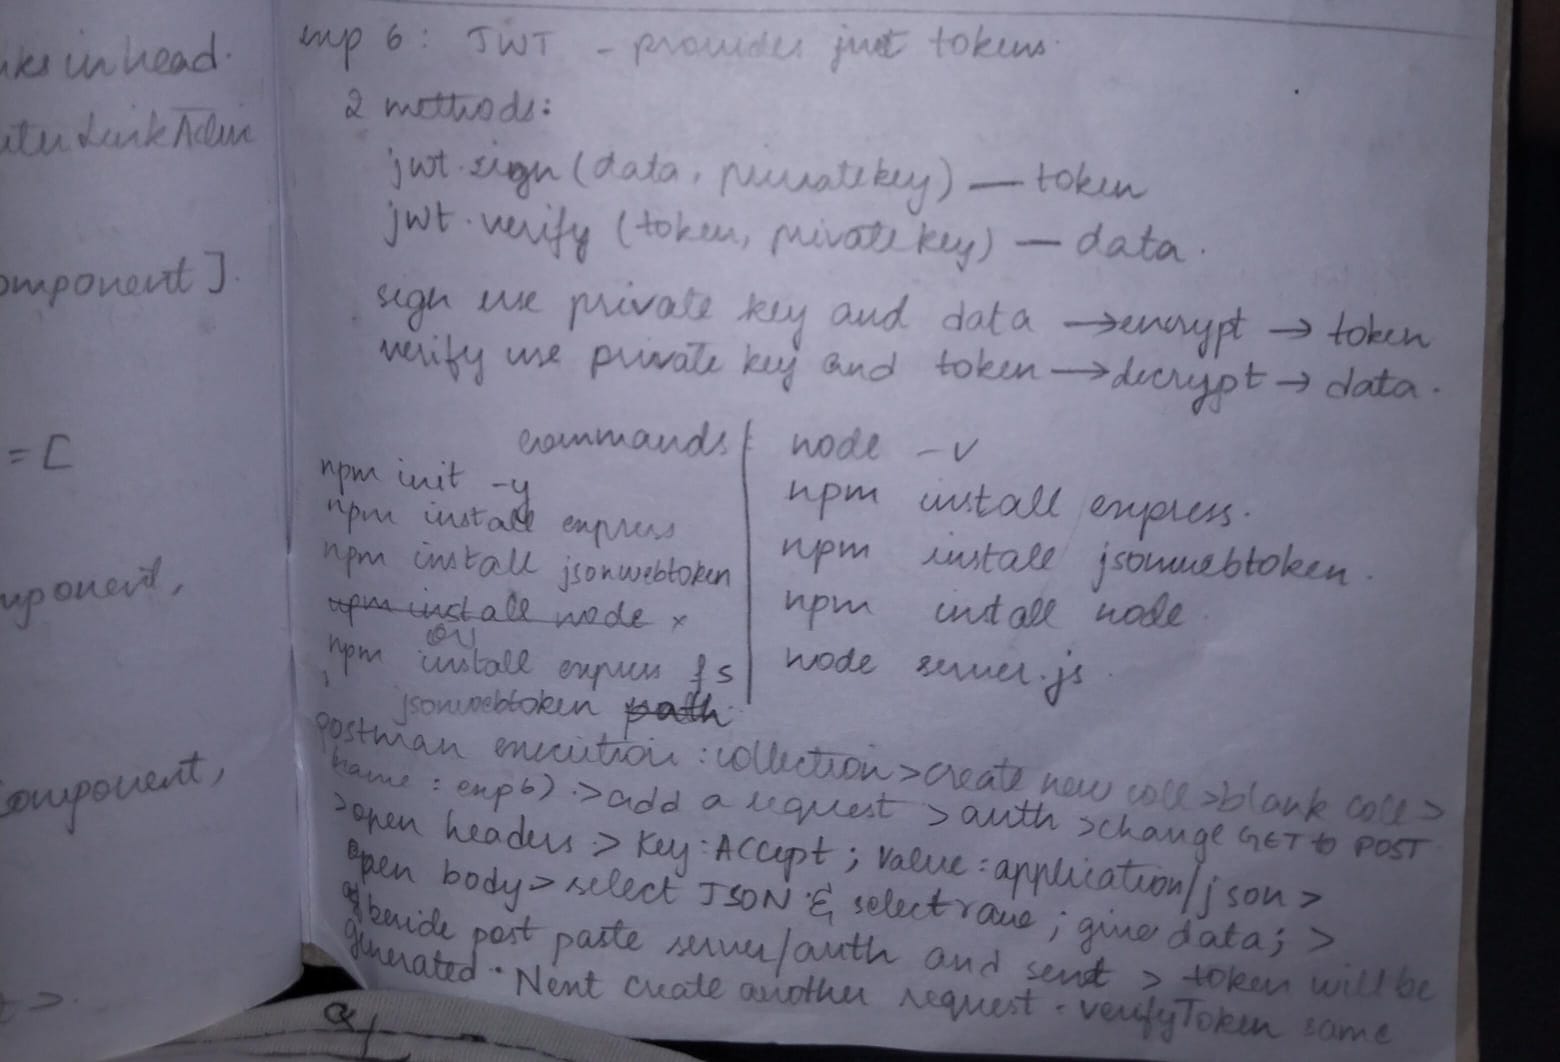 iks in head.
uter Link
omponent ].
= [
mponent,
component,
exp 6: JWT - provides just tokens.
2 methods:
jwt.sign (data, privatekey) — token
jwt.verify (token, private key) — data.
sign use private key and data → encrypt → token
verify use private key and token → decrypt → data.
commands
npm init -y
npm install express
npm install jsonwebtoken
npm install node ×
or
npm install express fs
jsonwebtoken path
node -v
npm install express.
npm install jsonwebtoken.
npm install node
node server.js
Postman execution: collection > create new coll > blank coll >
name: exp6) > add a request > auth > change GET to POST
> open headers > Key: Accept; value: application/json >
open body > select JSON & select raw; give data; >
beside post paste server/auth and send > token will be
generated. Next create another request - verifyToken same